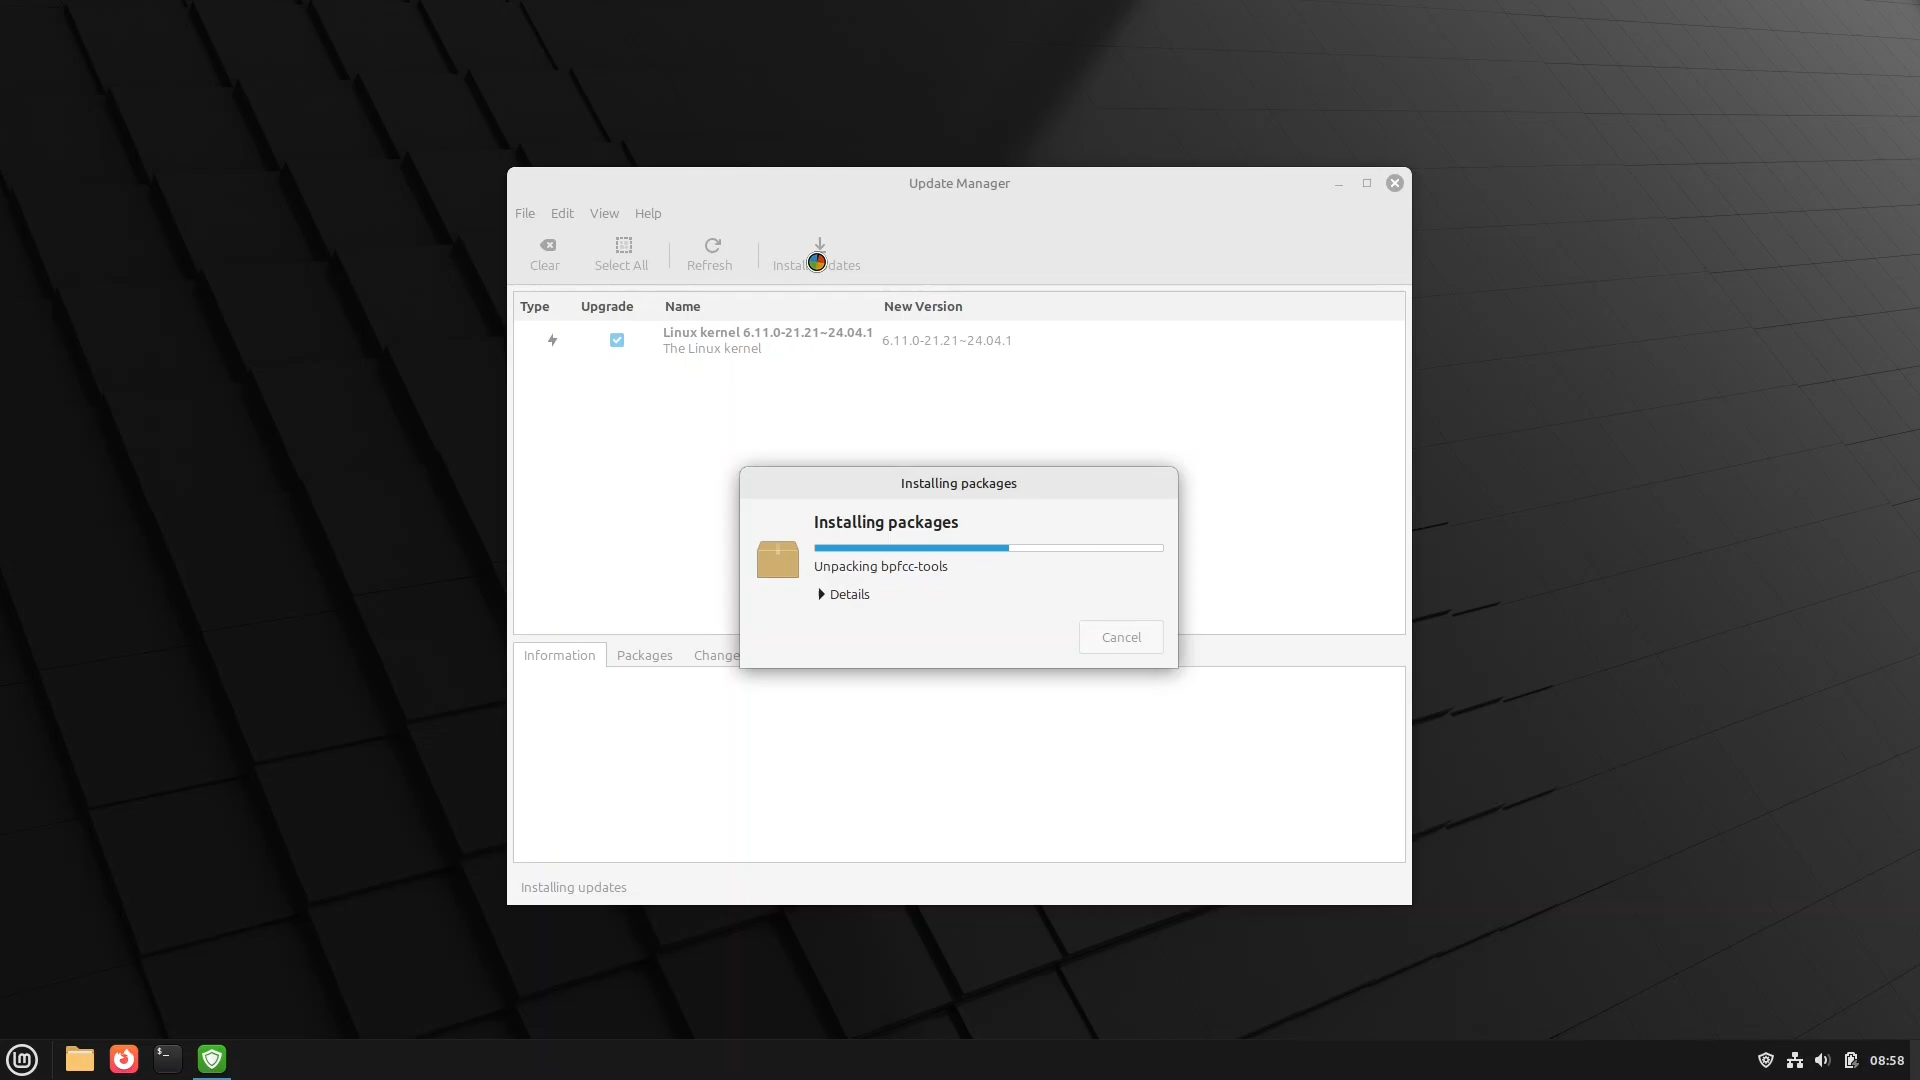 Update Manager
File Edit View Help
Clear Select All Refresh Install dates
Type Upgrade Name New Version
Linux kernel 6.11.0-21.21~24.04.1
The Linux kernel
6.11.0-21.21~24.04.1
Installing packages
Installing packages
Unpacking bpfcc-tools
Details
Cancel
Information Packages Change
Installing updates
08:58